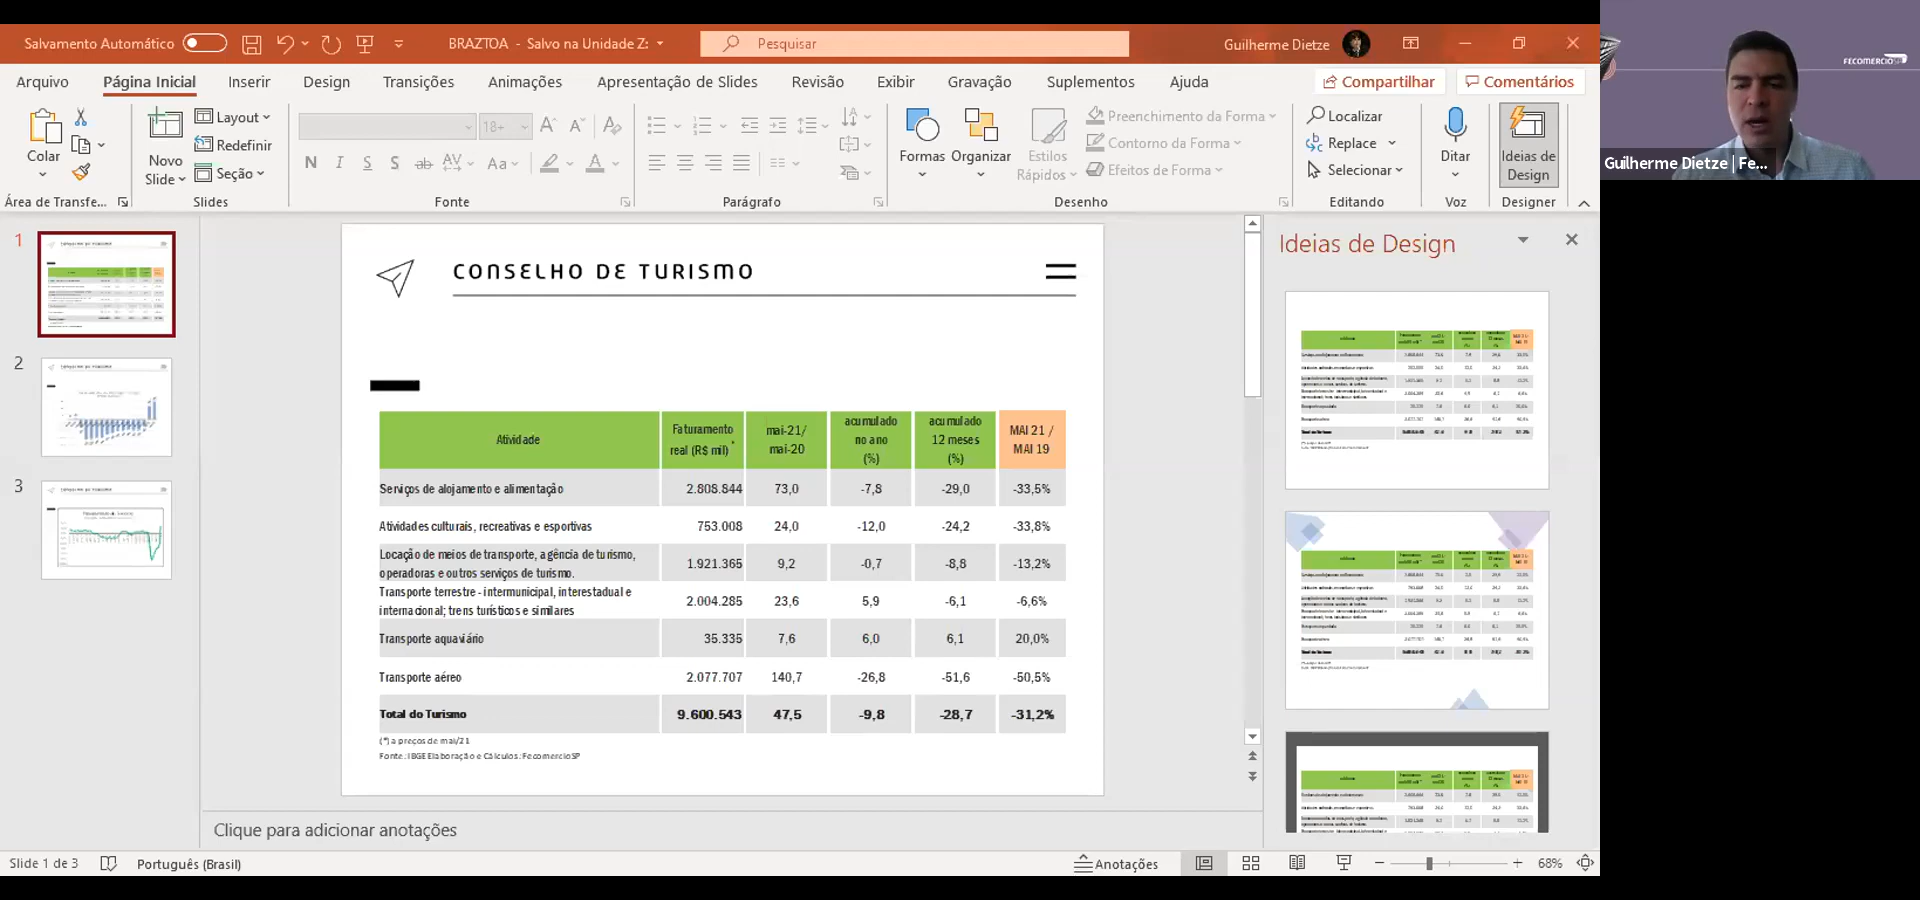 Salvamento Automático
BRAZTOA - Salvo na Unidade Z:
Pesquisar
Guilherme Dietze
FECOMERCIO
Arquivo
Página Inicial
Inserir
Design
Transições
Animações
Apresentação de Slides
Revisão
Exibir
Gravação
Suplementos
Ajuda
Compartilhar
Comentários
Colar
Novo
Slide
Layout
Redefinir
Seção
18+
N I S S ab AV Aa A
Formas
Organizar
Estilos
Rápidos
Preenchimento da Forma
Contorno da Forma
Efeitos de Forma
Localizar
Replace
Selecionar
Ditar
Ideias de
Design
Área de Transfe...
Slides
Fonte
Parágrafo
Desenho
Editando
Voz
Designer
Guilherme Dietze | Fe...
1
2
3
CONSELHO DE TURISMO
Atividade
Faturamento
real (R$ mil) *
mai-21/
mai-20
acumulado
no ano
(%)
acumulado
12 meses
(%)
MAI 21 /
MAI 19
Serviços de alojamento e alimentação 2.808.844 73,0 -7,8 -29,0 -33,5%
Atividades culturais, recreativas e esportivas 753.008 24,0 -12,0 -24,2 -33,8%
Locação de meios de transporte, agência de turismo,
operadoras e outros serviços de turismo. 1.921.365 9,2 -0,7 -8,8 -13,2%
Transporte terrestre - intermunicipal, interestadual e
internacional; trens turísticos e similares 2.004.285 23,6 5,9 -6,1 -6,6%
Transporte aquaviário 35.335 7,6 6,0 6,1 20,0%
Transporte aéreo 2.077.707 140,7 -26,8 -51,6 -50,5%
Total do Turismo 9.600.543 47,5 -9,8 -28,7 -31,2%
(*) a preços de mai/21
Fonte: IBGE Elaboração e Cálculos: FecomercioSP
Ideias de Design
Clique para adicionar anotações
Slide 1 de 3
Português (Brasil)
Anotações
68%